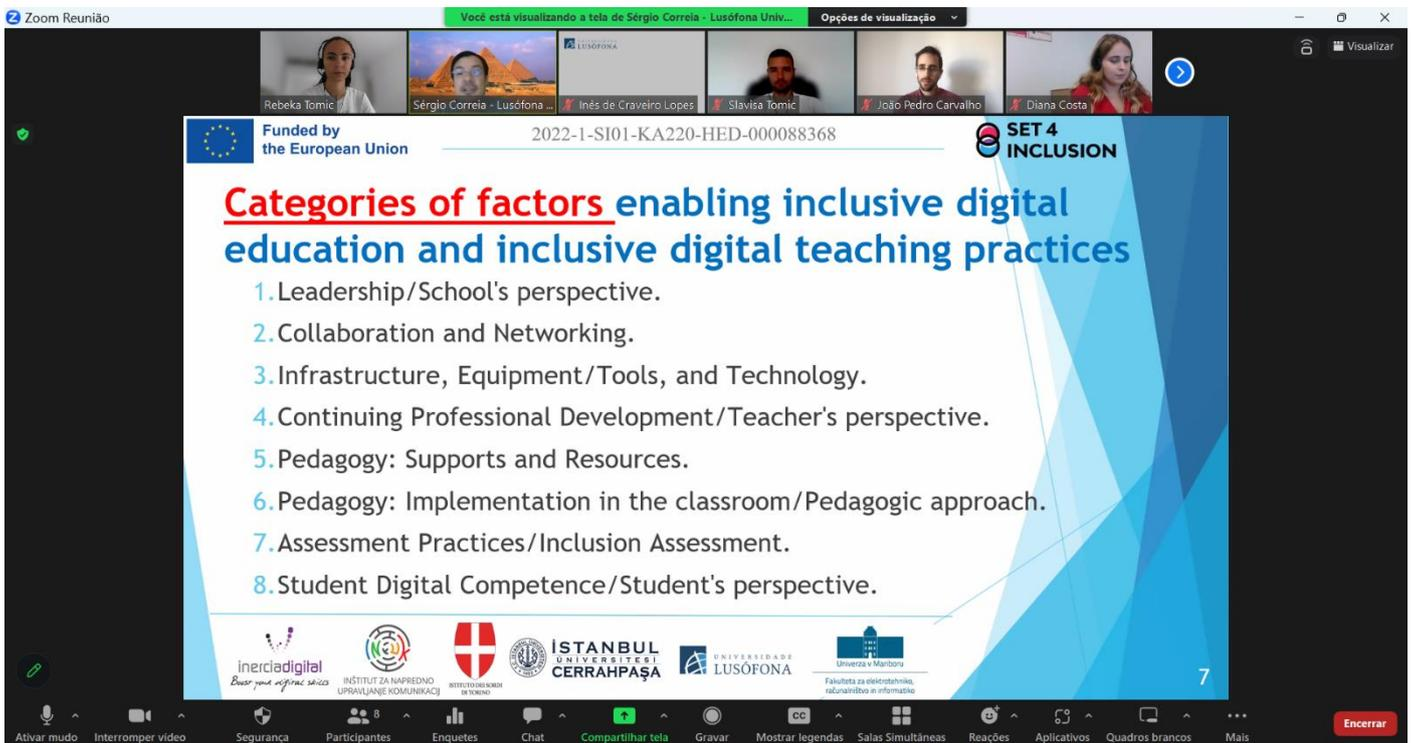 Zoom Reunião
Você está visualizando a tela de Sérgio Correia - Lusófona Univ...
Opções de visualização
Visualizar
LUSÓFONA
Rebeka Tomic
Sérgio Correia - Lusófona ...
Inês de Craveiro Lopes
Slavisa Tomic
João Pedro Carvalho
Diana Costa
Funded by
the European Union
2022-1-SI01-KA220-HED-000088368
SET 4
INCLUSION
Categories of factors enabling inclusive digital
education and inclusive digital teaching practices
1. Leadership/School's perspective.
2. Collaboration and Networking.
3. Infrastructure, Equipment/Tools, and Technology.
4. Continuing Professional Development/Teacher's perspective.
5. Pedagogy: Supports and Resources.
6. Pedagogy: Implementation in the classroom/Pedagogic approach.
7. Assessment Practices/Inclusion Assessment.
8. Student Digital Competence/Student's perspective.
inerciadigital
Boost your digital skills
INŠTITUT ZA NAPREDNO
UPRAVLJANJE KOMUNIKACIJ
ISTITUTO DEI SORDI
DI TORINO
İSTANBUL
ÜNİVERSİTESİ
CERRAHPAŞA
UNIVERSIDADE
LUSÓFONA
Univerza v Mariboru
Fakulteta za elektrotehniko,
računalništvo in informatiko
7
Ativar mudo
Interromper vídeo
Segurança
Participantes
8
Enquetes
Chat
Compartilhar tela
Gravar
CC
Mostrar legendas
Salas Simultâneas
Reações
Aplicativos
Quadros brancos
Mais
Encerrar